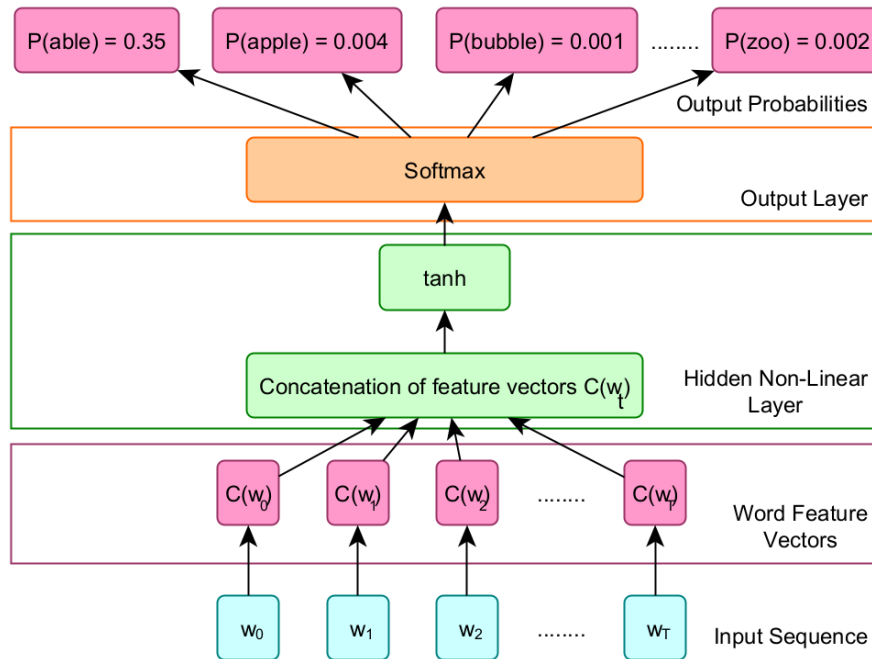 P(able) = 0.35 P(apple) = 0.004 P(bubble) = 0.001 ........ P(zoo) = 0.002
Output Probabilities
Softmax
Output Layer
tanh
Concatenation of feature vectors C(wt)
Hidden Non-Linear
Layer
C(w0) C(w1) C(w2) ........ C(wT)
Word Feature
Vectors
w0 w1 w2 ........ wT
Input Sequence